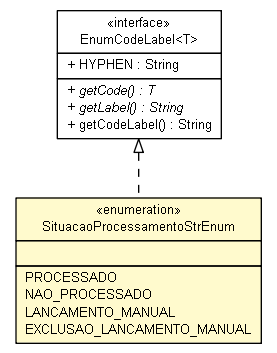 «interface»
EnumCodeLabel<T>
+ HYPHEN : String
+ getCode() : T
+ getLabel() : String
+ getCodeLabel() : String
«enumeration»
SituacaoProcessamentoStrEnum
PROCESSADO
NAO_PROCESSADO
LANCAMENTO_MANUAL
EXCLUSAO_LANCAMENTO_MANUAL